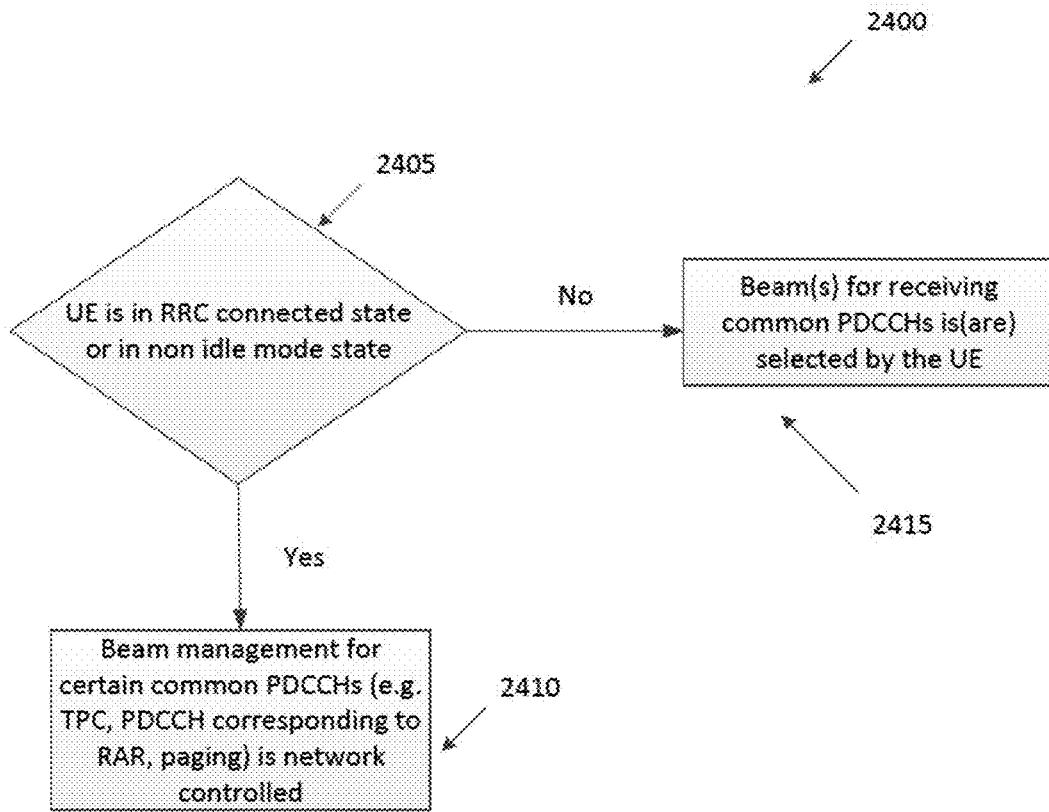 2400
2405
UE is in RRC connected state
or in non idle mode state
No
Beam(s) for receiving
common PDCCHs is(are)
selected by the UE
2415
Yes
Beam management for
certain common PDCCHs (e.g.
TPC, PDCCH corresponding to
RAR, paging) is network
controlled
2410